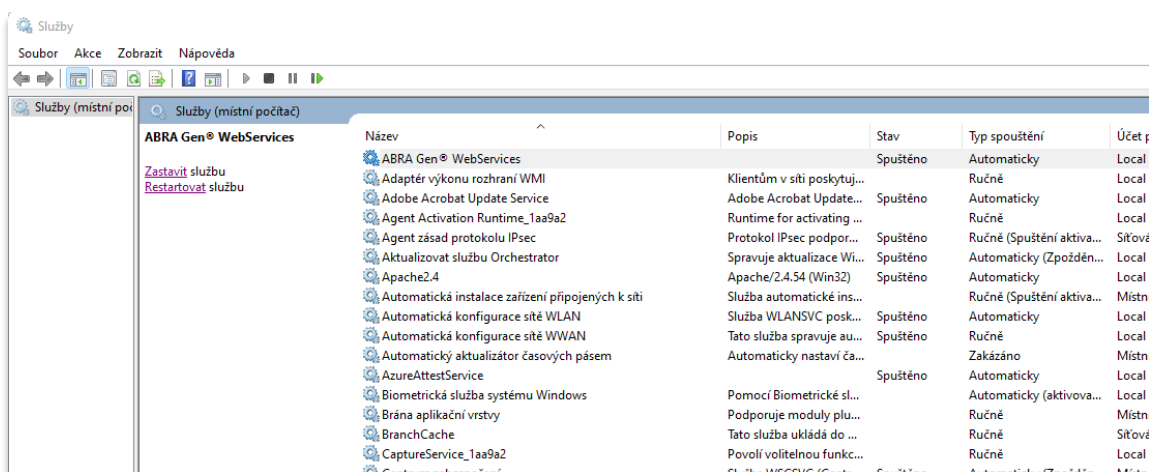 Služby
Soubor Akce Zobrazit Nápověda
Služby (místní poč
Služby (místní počítač)
ABRA Gen® WebServices
Zastavit službu
Restartovat službu
Název Popis Stav Typ spouštění Účet p
ABRA Gen® WebServices Spuštěno Automaticky Local
Adaptér výkonu rozhraní WMI Klientům v síti poskytuj... Ručně Local
Adobe Acrobat Update Service Adobe Acrobat Update... Spuštěno Automaticky Local
Agent Activation Runtime_1aa9a2 Runtime for activating ... Ručně Local
Agent zásad protokolu IPsec Protokol IPsec podpor... Spuštěno Ručně (Spuštění aktiva... Síťová
Aktualizovat službu Orchestrator Spravuje aktualizace Wi... Spuštěno Automaticky (Zpožděn... Local
Apache2.4 Apache/2.4.54 (Win32) Spuštěno Automaticky Local
Automatická instalace zařízení připojených k síti Služba automatické ins... Ručně (Spuštění aktiva... Místn
Automatická konfigurace sítě WLAN Služba WLANSVC posk... Spuštěno Automaticky Local
Automatická konfigurace sítě WWAN Tato služba spravuje au... Spuštěno Ručně Local
Automatický aktualizátor časových pásem Automaticky nastaví ča... Zakázáno Místn
AzureAttestService Spuštěno Automaticky Local
Biometrická služba systému Windows Pomocí Biometrické sl... Automaticky (aktivova... Local
Brána aplikační vrstvy Podporuje moduly plu... Ručně Místn
BranchCache Tato služba ukládá do ... Ručně Síťová
CaptureService_1aa9a2 Povolí volitelnou funkc... Ručně Local